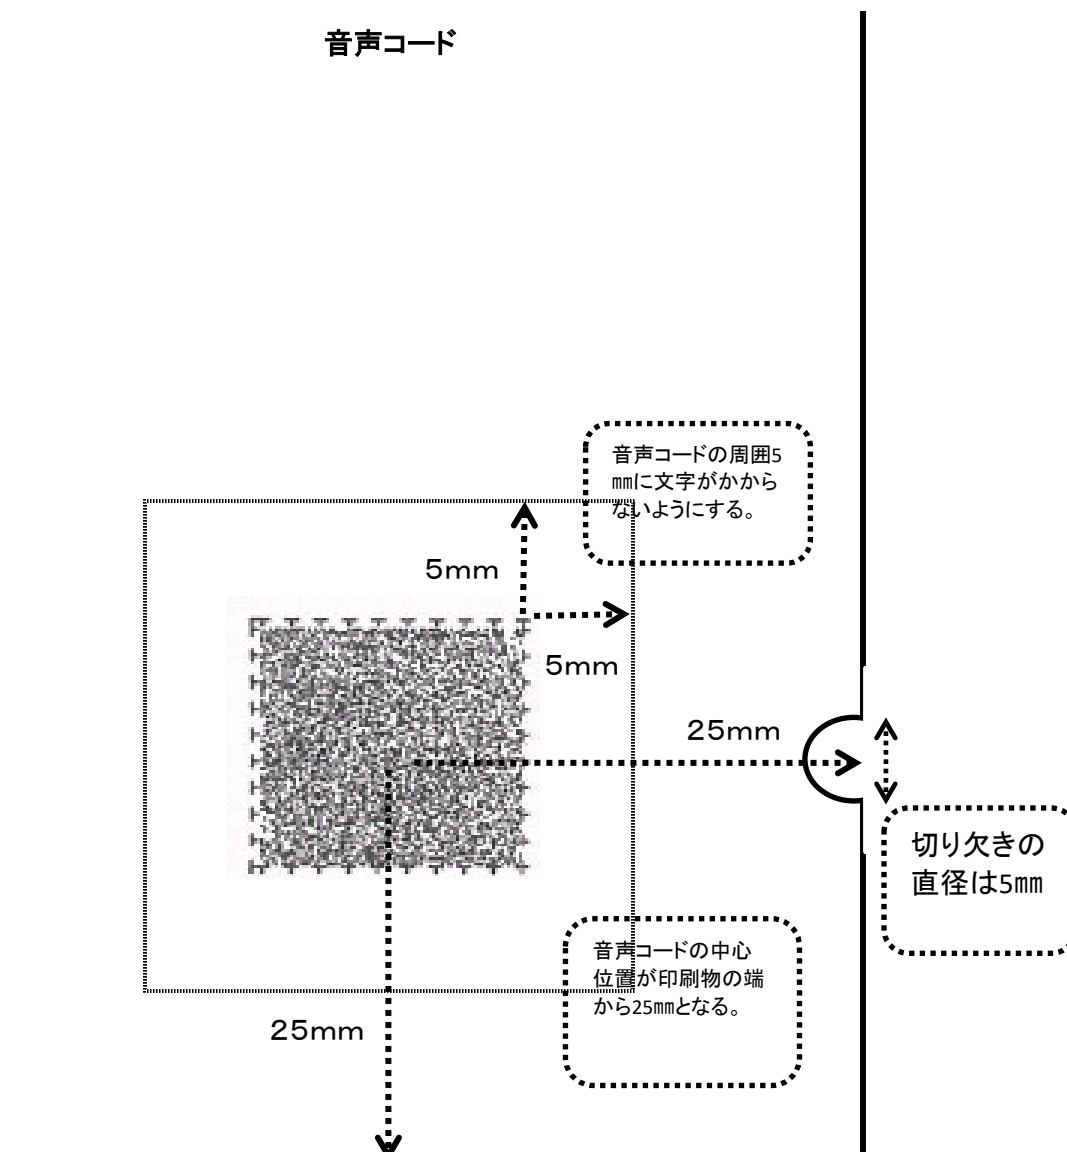 音声コード
音声コードの周囲5
㎜に文字がかから
ないようにする。
5mm
5mm
25mm
切り欠きの
直径は5㎜
音声コードの中心
位置が印刷物の端
から25㎜となる。
25mm